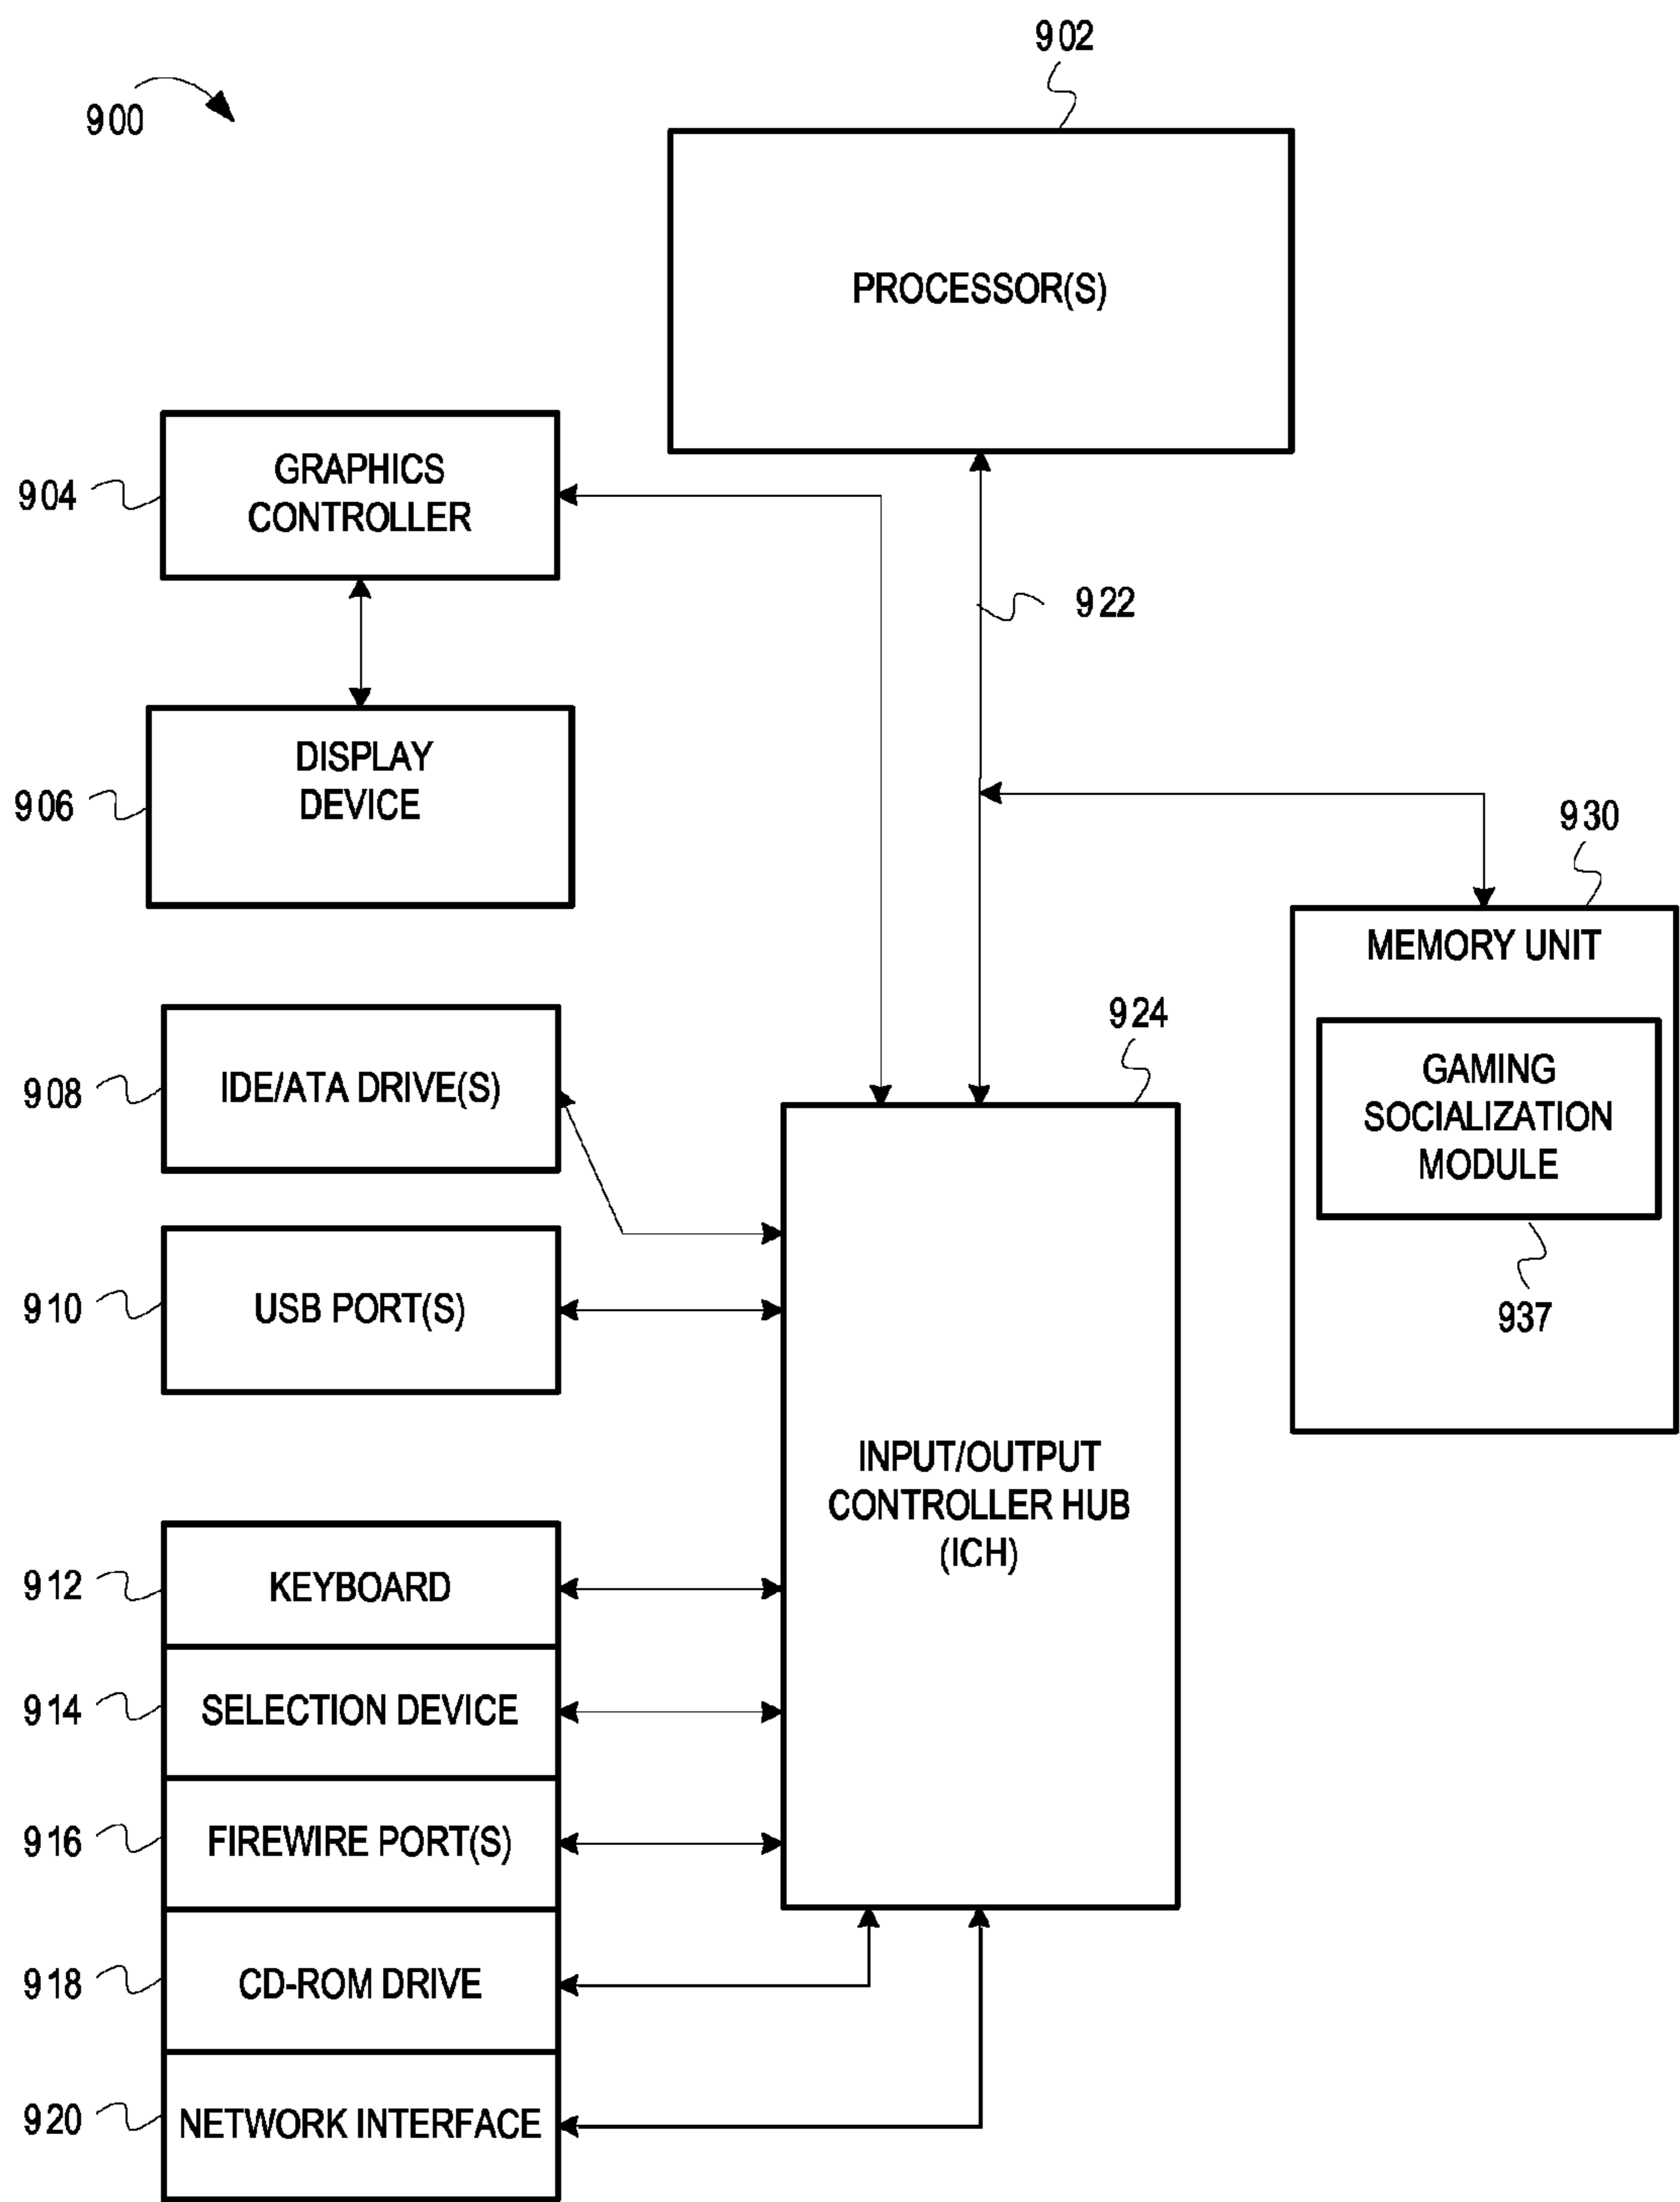 902
900
PROCESSOR(S)
904
GRAPHICS
CONTROLLER
922
906
DISPLAY
DEVICE
930
MEMORY UNIT
924
GAMING
SOCIALIZATION
MODULE
937
908
IDE/ATA DRIVE(S)
910
USB PORT(S)
INPUT/OUTPUT
CONTROLLER HUB
(ICH)
912
KEYBOARD
914
SELECTION DEVICE
916
FIREWIRE PORT(S)
918
CD-ROM DRIVE
920
NETWORK INTERFACE